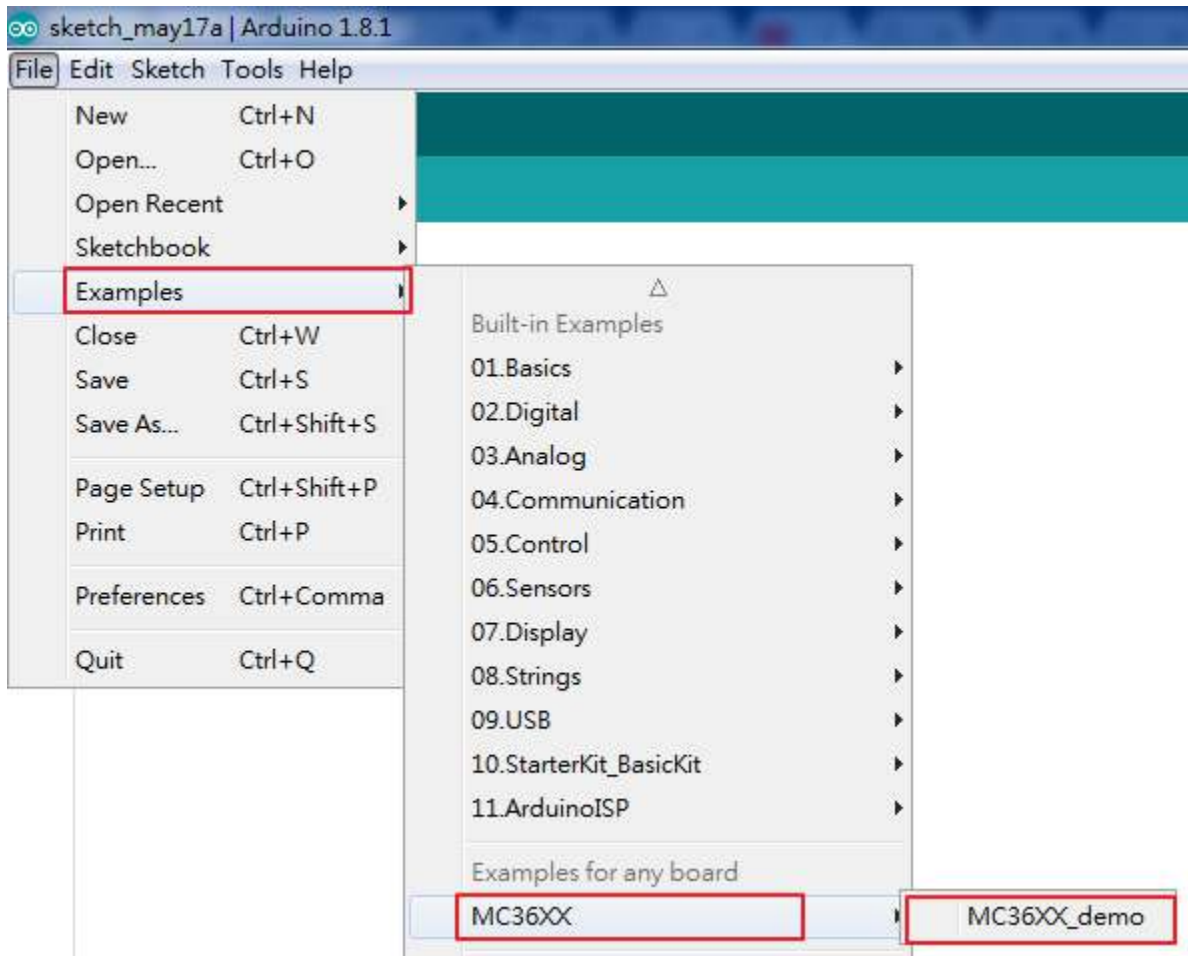 sketch_may17a | Arduino 1.8.1
File Edit Sketch Tools Help
New Ctrl+N
Open... Ctrl+O
Open Recent
Sketchbook
Examples
Close Ctrl+W
Save Ctrl+S
Save As... Ctrl+Shift+S
Page Setup Ctrl+Shift+P
Print Ctrl+P
Preferences Ctrl+Comma
Quit Ctrl+Q
Built-in Examples
01.Basics
02.Digital
03.Analog
04.Communication
05.Control
06.Sensors
07.Display
08.Strings
09.USB
10.StarterKit_BasicKit
11.ArduinoISP
Examples for any board
MC36XX
MC36XX_demo